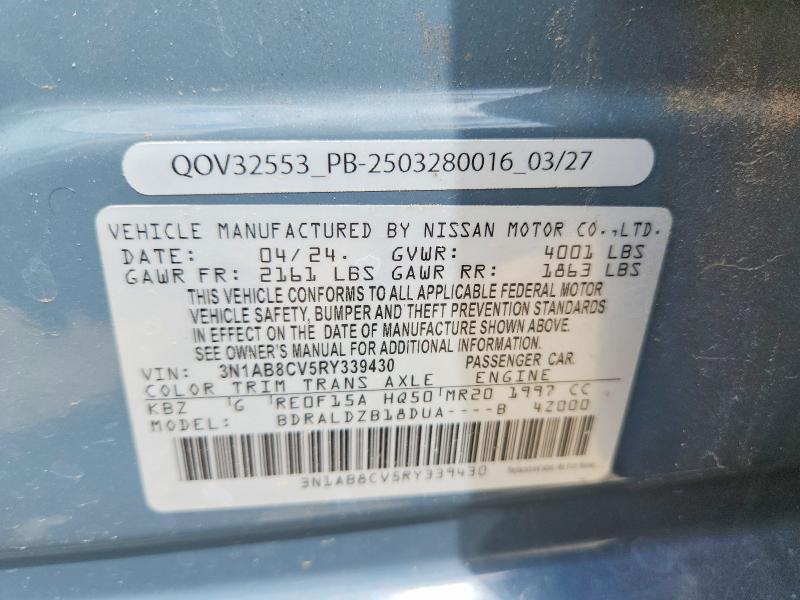 QOV32553_PB-2503280016_03/27
VEHICLE MANUFACTURED BY NISSAN MOTOR CO.,LTD.
DATE: 04/24. GVWR: 4001 LBS
GAWR FR: 2161 LBS GAWR RR: 1863 LBS
THIS VEHICLE CONFORMS TO ALL APPLICABLE FEDERAL MOTOR
VEHICLE SAFETY, BUMPER AND THEFT PREVENTION STANDARDS
IN EFFECT ON THE DATE OF MANUFACTURE SHOWN ABOVE.
SEE OWNER'S MANUAL FOR ADDITIONAL INFORMATION.
VIN: 3N1AB8CV5RY339430 PASSENGER CAR.
COLOR TRIM TRANS AXLE ENGINE
KBZ G RE0F15A HQ50 MR20 1997 CC
MODEL: BDRALDZB18DUA----B 4Z000
3N1AB8CV5RY339430